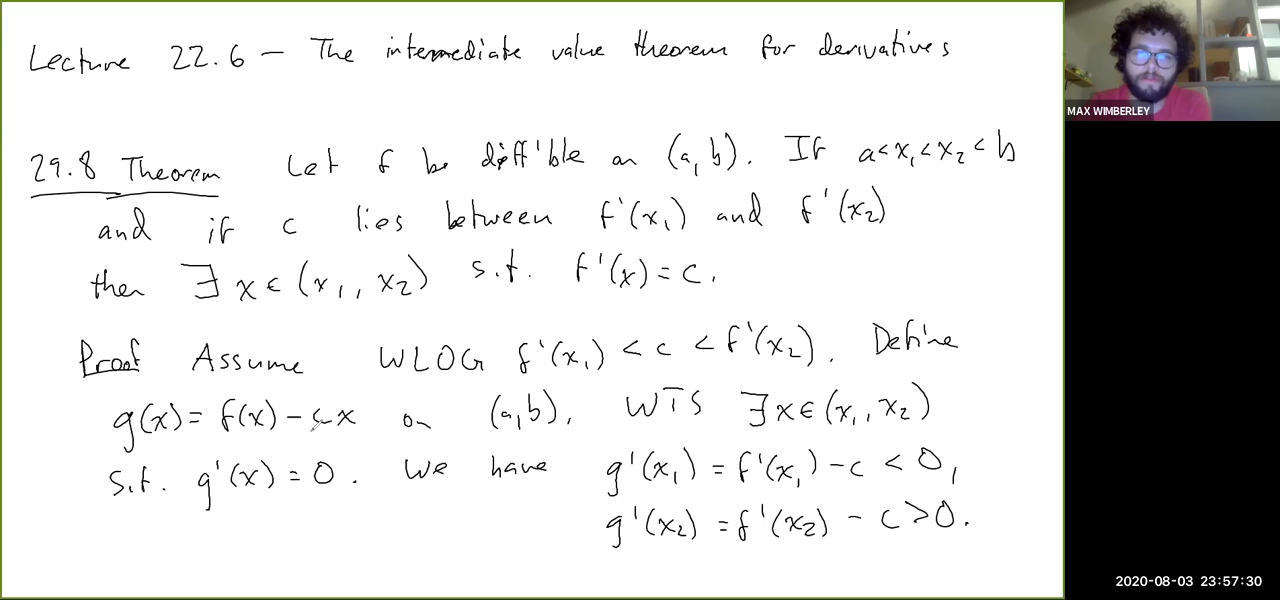 Lecture 22.6 — The intermediate value theorem for derivatives
MAX WIMBERLEY
29.8 Theorem Let f be diff'ble on (a, b). If a<x₁<x₂<b
and if c lies between f'(x₁) and f'(x₂)
then ∃ x ∈ (x₁, x₂) s.t. f'(x) = c.
Proof Assume WLOG f'(x₁) < c < f'(x₂). Define
g(x) = f(x) - cx on (a,b). WTS ∃x∈(x₁, x₂)
s.t. g'(x) = 0. We have g'(x₁) = f'(x₁) - c < 0,
g'(x₂) = f'(x₂) - c > 0.
2020-08-03 23:57:30